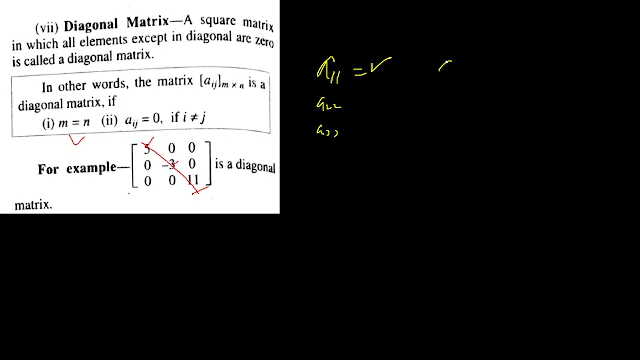 (vii) Diagonal Matrix—A square matrix
in which all elements except in diagonal are zero
is called a diagonal matrix.
In other words, the matrix [aij]m × n is a
diagonal matrix, if
(i) m = n (ii) aij = 0, if i ≠ j
For example— [5 0 0
0 −3 0
0 0 11] is a diagonal
matrix.
a11 = ✓
a22
a33